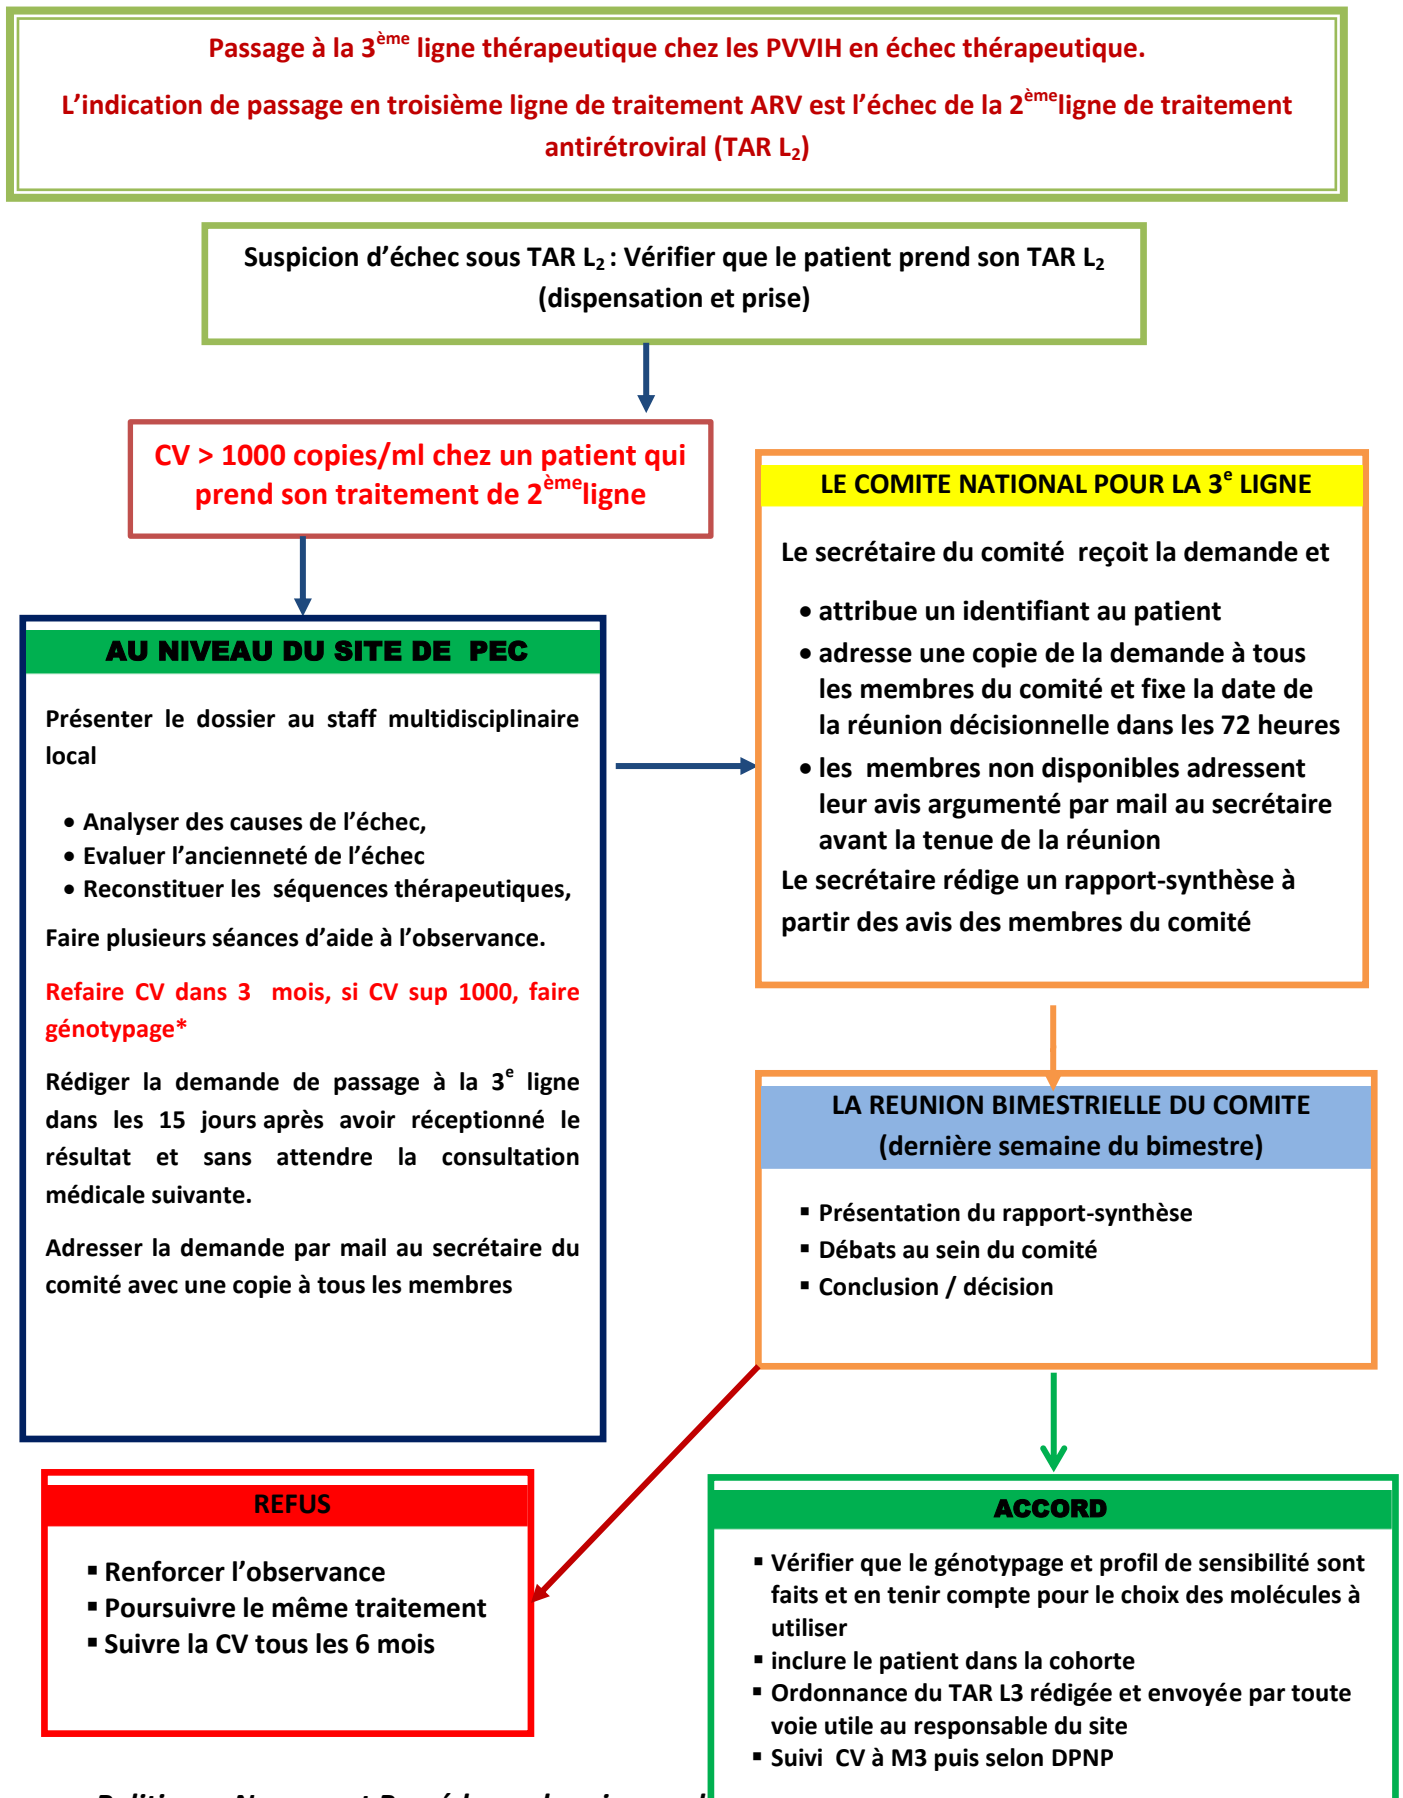 Passage à la 3ème ligne thérapeutique chez les PVVIH en échec thérapeutique.
L’indication de passage en troisième ligne de traitement ARV est l’échec de la 2èmeligne de traitement
antirétroviral (TAR L2)
Suspicion d’échec sous TAR L2 : Vérifier que le patient prend son TAR L2
(dispensation et prise)
CV > 1000 copies/ml chez un patient qui
prend son traitement de 2èmeligne
AU NIVEAU DU SITE DE PEC
Présenter le dossier au staff multidisciplinaire
local
• Analyser des causes de l’échec,
• Evaluer l’ancienneté de l’échec
• Reconstituer les séquences thérapeutiques,
Faire plusieurs séances d’aide à l’observance.
Refaire CV dans 3 mois, si CV sup 1000, faire
génotypage*
Rédiger la demande de passage à la 3e ligne
dans les 15 jours après avoir réceptionné le
résultat et sans attendre la consultation
médicale suivante.
Adresser la demande par mail au secrétaire du
comité avec une copie à tous les membres
LE COMITE NATIONAL POUR LA 3e LIGNE
Le secrétaire du comité reçoit la demande et
• attribue un identifiant au patient
• adresse une copie de la demande à tous
les membres du comité et fixe la date de
la réunion décisionnelle dans les 72 heures
• les membres non disponibles adressent
leur avis argumenté par mail au secrétaire
avant la tenue de la réunion
Le secrétaire rédige un rapport-synthèse à
partir des avis des membres du comité
LA REUNION BIMESTRIELLE DU COMITE
(dernière semaine du bimestre)
▪ Présentation du rapport-synthèse
▪ Débats au sein du comité
▪ Conclusion / décision
REFUS
▪ Renforcer l’observance
▪ Poursuivre le même traitement
▪ Suivre la CV tous les 6 mois
ACCORD
▪ Vérifier que le génotypage et profil de sensibilité sont
faits et en tenir compte pour le choix des molécules à
utiliser
▪ inclure le patient dans la cohorte
▪ Ordonnance du TAR L3 rédigée et envoyée par toute
voie utile au responsable du site
▪ Suivi CV à M3 puis selon DPNP